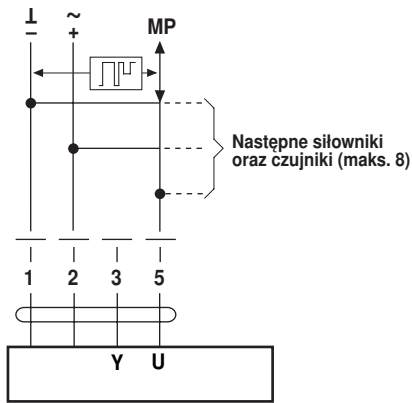 ⊥ ~ MP
− +
Następne siłowniki
oraz czujniki (maks. 8)
1 2 3 5
Y U